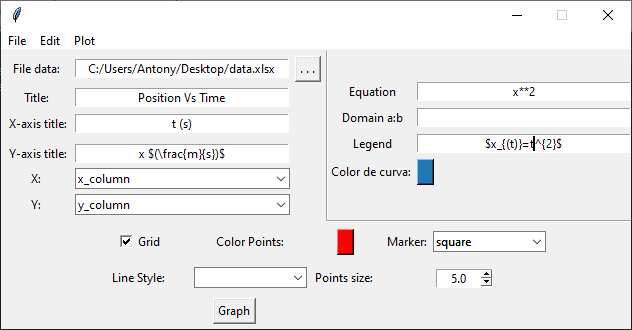 File Edit Plot
File data: C:/Users/Antony/Desktop/data.xlsx ...
Title: Position Vs Time
X-axis title: t (s)
Y-axis title: x $(\frac{m}{s})$
X: x_column
Y: y_column
Equation x**2
Domain a:b
Legend $x_{(t)}=t^{2}$
Color de curva:
Grid Color Points: Marker: square
Line Style: Points size: 5.0
Graph